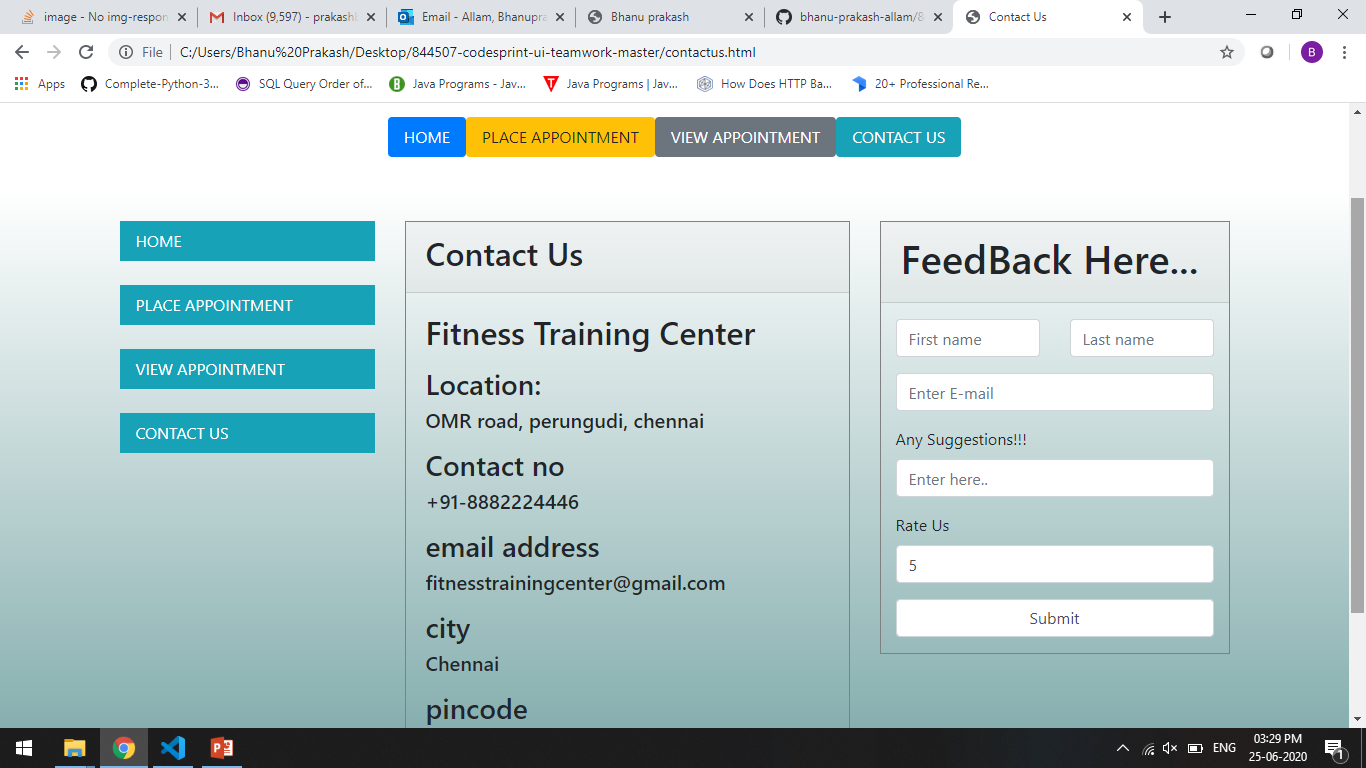 image - No img-respon
Inbox (9,597) - prakash
Email - Allam, Bhanupra
Bhanu prakash
bhanu-prakash-allam/8
Contact Us
File
C:/Users/Bhanu%20Prakash/Desktop/844507-codesprint-ui-teamwork-master/contactus.html
B
Apps
Complete-Python-3...
SQL Query Order of...
Java Programs - Jav...
Java Programs | Jav...
How Does HTTP Ba...
20+ Professional Re...
HOME
PLACE APPOINTMENT
VIEW APPOINTMENT
CONTACT US
HOME
PLACE APPOINTMENT
VIEW APPOINTMENT
CONTACT US
Contact Us
Fitness Training Center
Location:
OMR road, perungudi, chennai
Contact no
+91-8882224446
email address
fitnesstrainingcenter@gmail.com
city
Chennai
pincode
FeedBack Here...
First name
Last name
Enter E-mail
Any Suggestions!!!
Enter here..
Rate Us
5
Submit
ENG
03:29 PM
25-06-2020
1